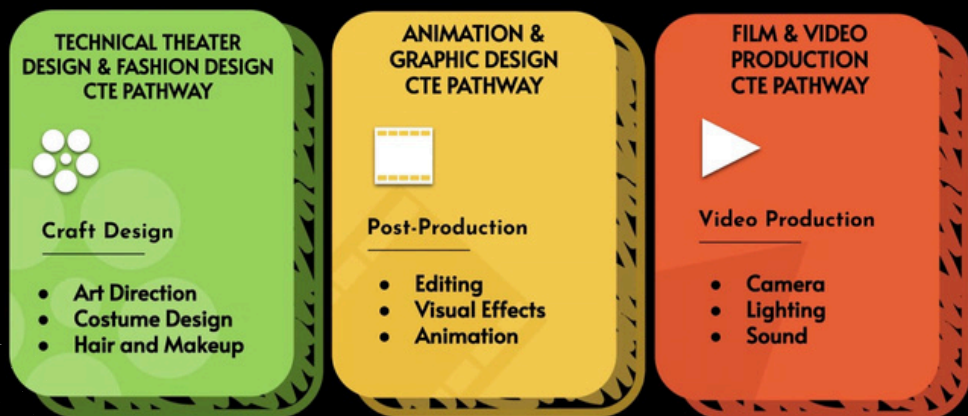 TECHNICAL THEATER
DESIGN & FASHION DESIGN
CTE PATHWAY
Craft Design
● Art Direction
● Costume Design
● Hair and Makeup
ANIMATION &
GRAPHIC DESIGN
CTE PATHWAY
Post-Production
● Editing
● Visual Effects
● Animation
FILM & VIDEO
PRODUCTION
CTE PATHWAY
Video Production
● Camera
● Lighting
● Sound